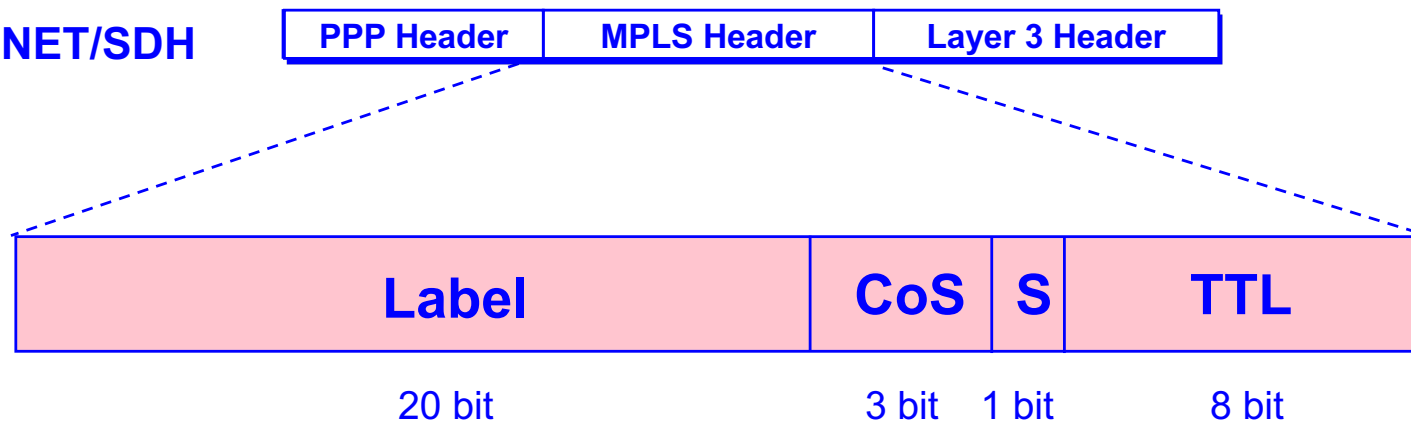 NET/SDH
PPP Header MPLS Header Layer 3 Header
Label CoS S TTL
20 bit 3 bit 1 bit 8 bit